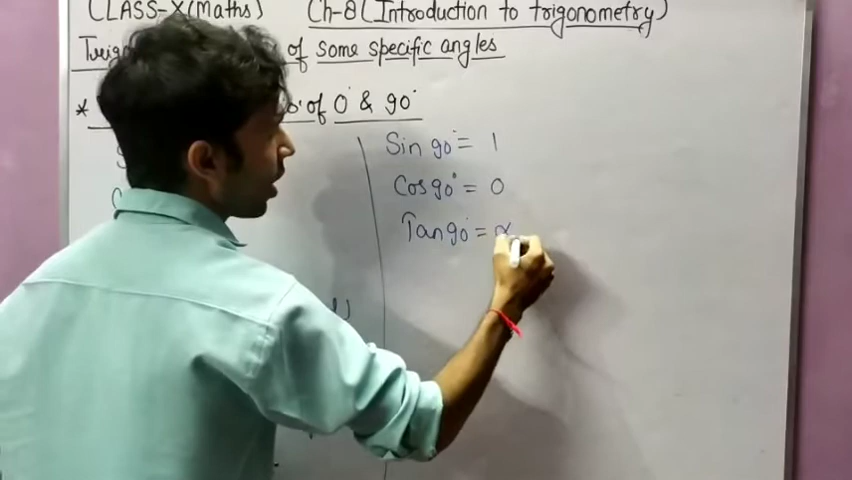 CLASS-X(Maths) Ch-8(Introduction to trigonometry)
of some specific angles
* of 0° & 90°
Sin 90° = 1
Cos 90° = 0
Tan 90° =